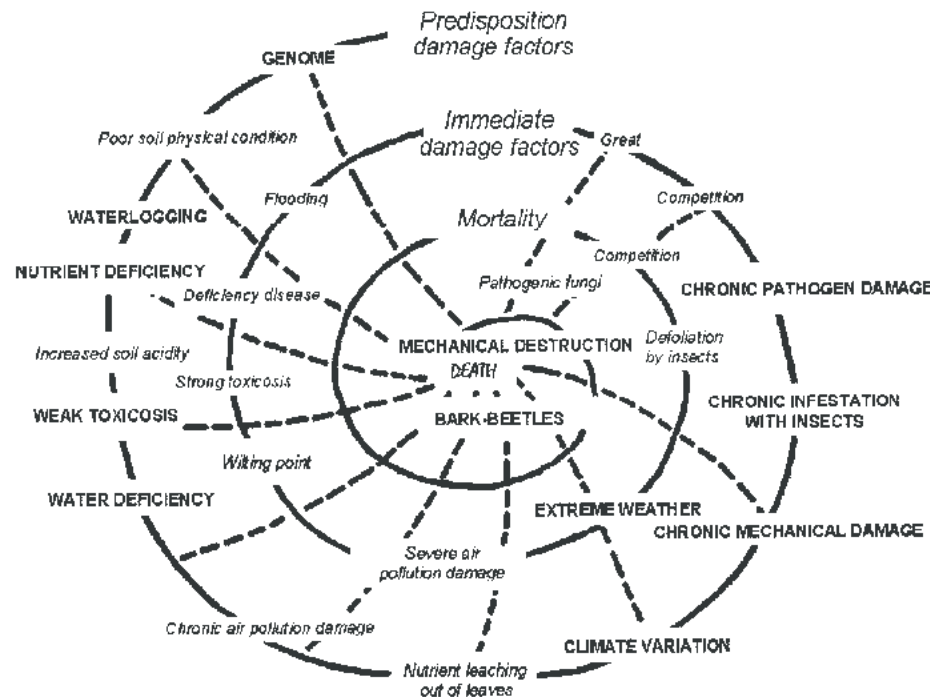 Predisposition
damage factors
GENOME
Immediate
damage factors
Great
Poor soil physical condition
Flooding
Competition
WATERLOGGING
Mortality
Competition
NUTRIENT DEFICIENCY
Deficiency disease
Pathogenic fungi
CHRONIC PATHOGEN DAMAGE
Increased soil acidity
MECHANICAL DESTRUCTION
Defoliation
by insects
DEATH
Strong toxicosis
WEAK TOXICOSIS
BARK-BEETLES
CHRONIC INFESTATION
WITH INSECTS
Wilting point
WATER DEFICIENCY
EXTREME WEATHER
CHRONIC MECHANICAL DAMAGE
Severe air
pollution damage
Chronic air pollution damage
CLIMATE VARIATION
Nutrient leaching
out of leaves